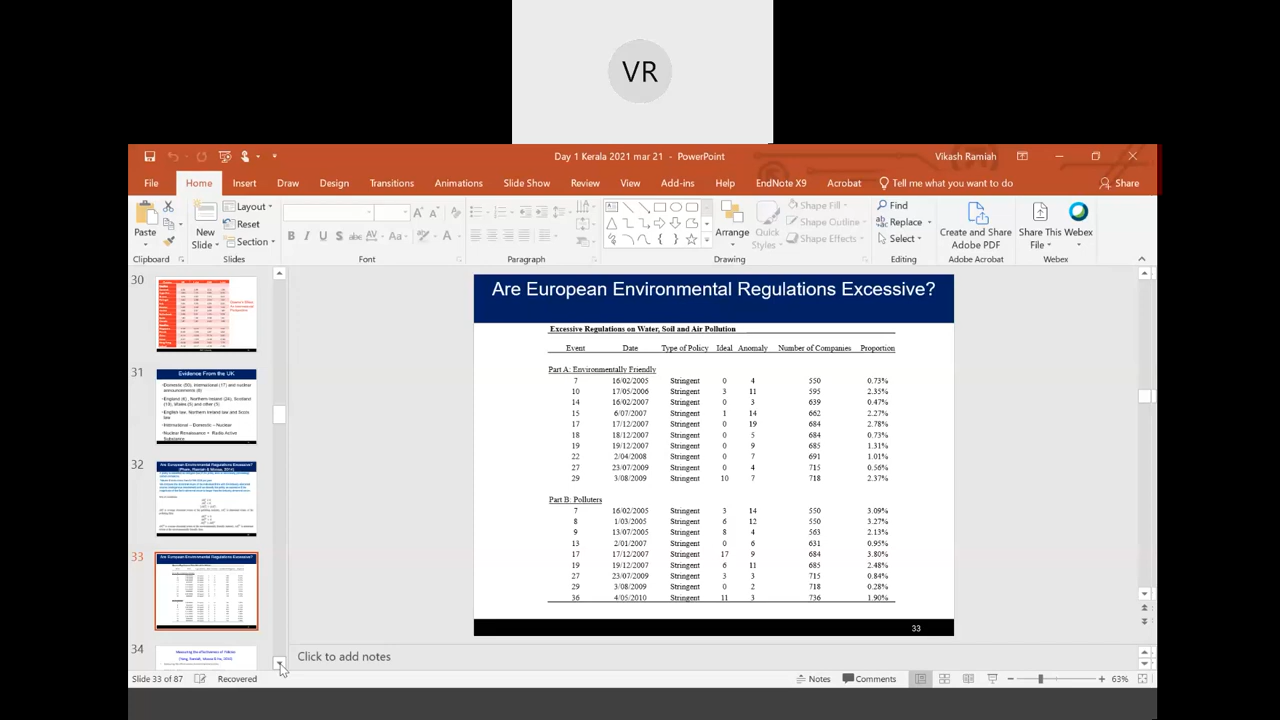 VR
Day 1 Kerala 2021 mar 21 - PowerPoint
Vikash Ramiah
File Home Insert Draw Design Transitions Animations Slide Show Review View Add-ins Help EndNote X9 Acrobat Tell me what you want to do Share
Paste
New Slide
Layout
Reset
Section
Arrange
Quick Styles
Shape Fill
Shape Outline
Shape Effects
Find
Replace
Select
Create and Share Adobe PDF
Share This File
Webex
Clipboard Slides Font Paragraph Drawing Editing Adobe Acrobat Webex
30
31
Evidence From the UK
32
Are European Environmental Regulations Excessive?
33
Are European Environmental Regulations Excessive?
34
Are European Environmental Regulations Excessive?
Excessive Regulations on Water, Soil and Air Pollution
Event Date Type of Policy Ideal Anomaly Number of Companies Proportion
Part A: Environmentally Friendly
7 16/02/2005 Stringent 0 4 550 0.73%
10 17/05/2006 Stringent 3 11 595 2.35%
14 16/02/2007 Stringent 0 3 639 0.47%
15 6/07/2007 Stringent 1 14 662 2.27%
17 17/12/2007 Stringent 0 19 684 2.78%
18 18/12/2007 Stringent 0 5 684 0.73%
19 19/12/2007 Stringent 0 9 685 1.31%
22 2/04/2008 Stringent 0 7 691 1.01%
27 23/07/2009 Stringent 0 4 715 0.56%
29 3/08/2009 Stringent 10 7 718 2.37%
Part B: Polluters
7 16/02/2005 Stringent 3 14 550 3.09%
8 1/03/2005 Stringent 6 12 550 3.27%
9 13/07/2005 Stringent 8 4 563 2.13%
13 2/01/2007 Stringent 0 6 631 0.95%
17 17/12/2007 Stringent 17 9 684 3.80%
19 19/12/2007 Stringent 6 11 685 2.48%
27 23/07/2009 Stringent 3 3 715 0.84%
29 3/08/2009 Stringent 0 2 718 0.28%
36 4/05/2010 Stringent 11 3 736 1.90%
33
Click to add notes
Slide 33 of 87 Recovered Notes Comments 63%